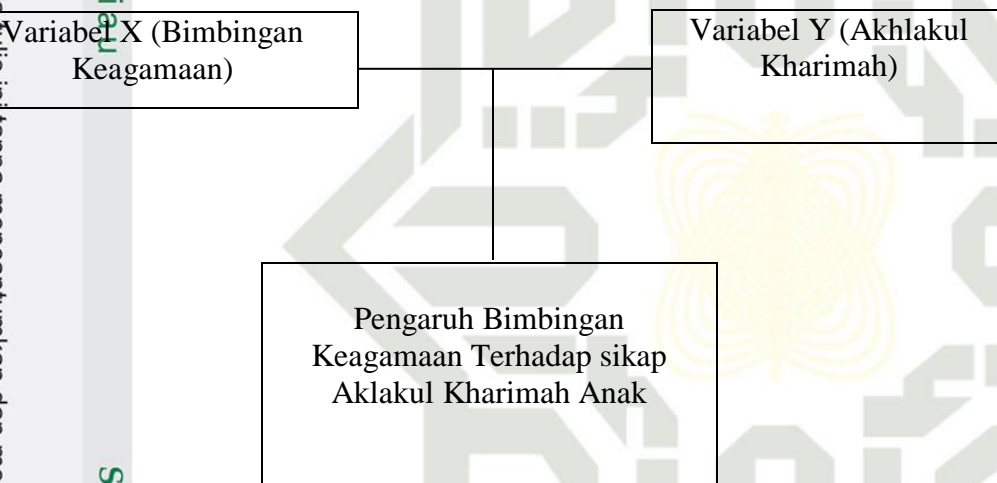 Variabel X (Bimbingan
Keagamaan)
Variabel Y (Akhlakul
Kharimah)
Pengaruh Bimbingan
Keagamaan Terhadap sikap
Aklakul Kharimah Anak